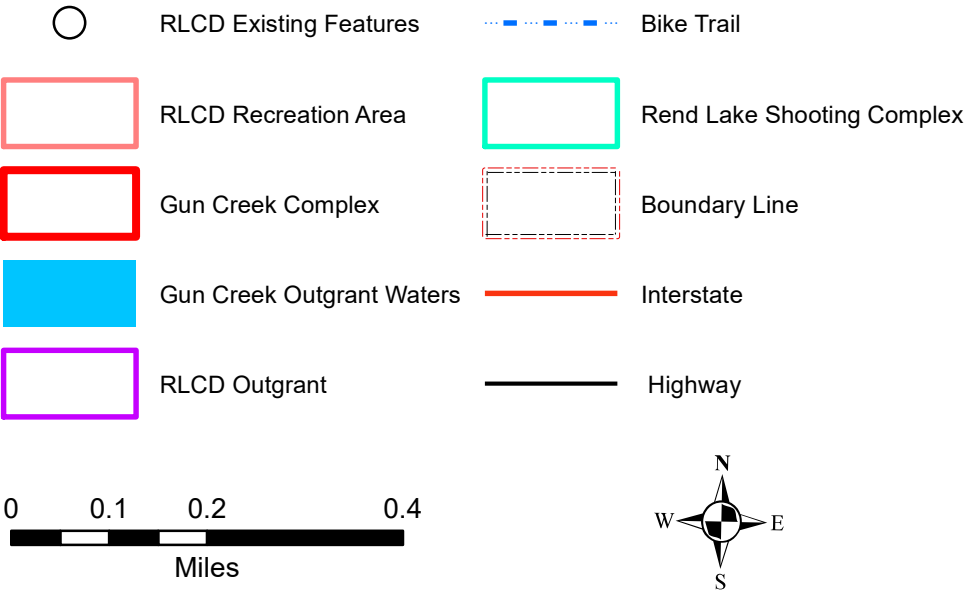 RLCD Existing Features
Bike Trail
RLCD Recreation Area
Rend Lake Shooting Complex
Gun Creek Complex
Boundary Line
Gun Creek Outgrant Waters
Interstate
RLCD Outgrant
Highway
0 0.1 0.2 0.4
Miles
N
W E
S